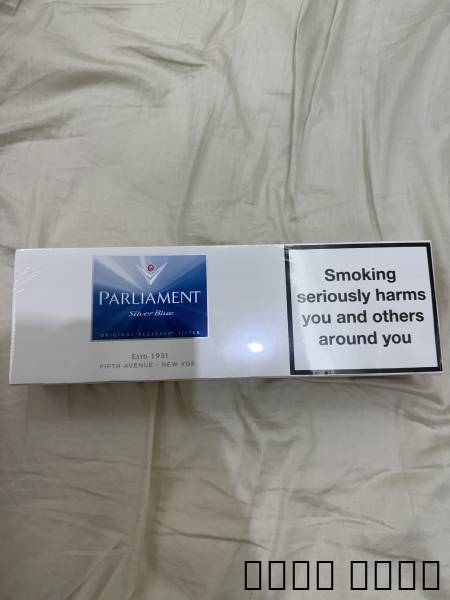 PARLIAMENT
Silver Blue
ORIGINAL RECESSED FILTER
ESTD 1931
FIFTH AVENUE - NEW YORK
Smoking
seriously harms
you and others
around you